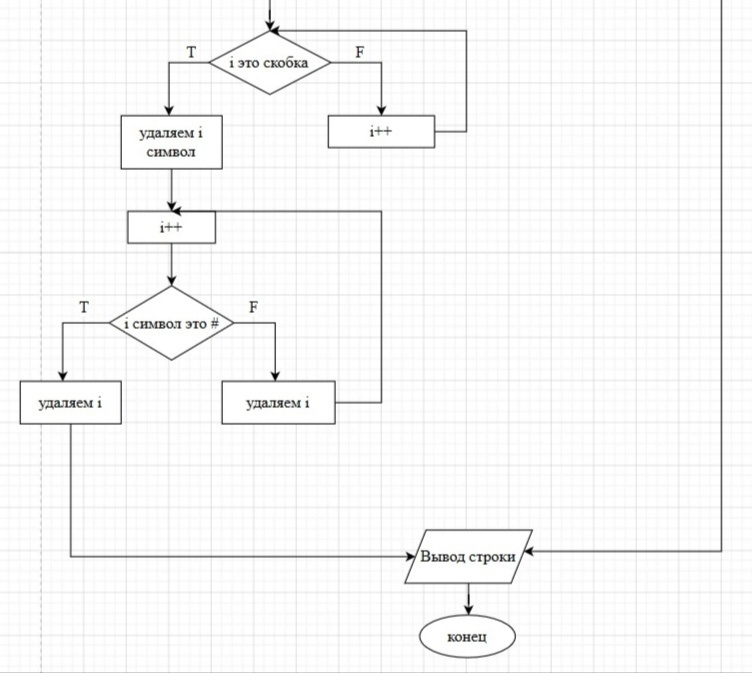 T
F
i это скобка
удаляем i
символ
i++
i++
T
F
i символ это #
удаляем i
удаляем i
Вывод строки
конец